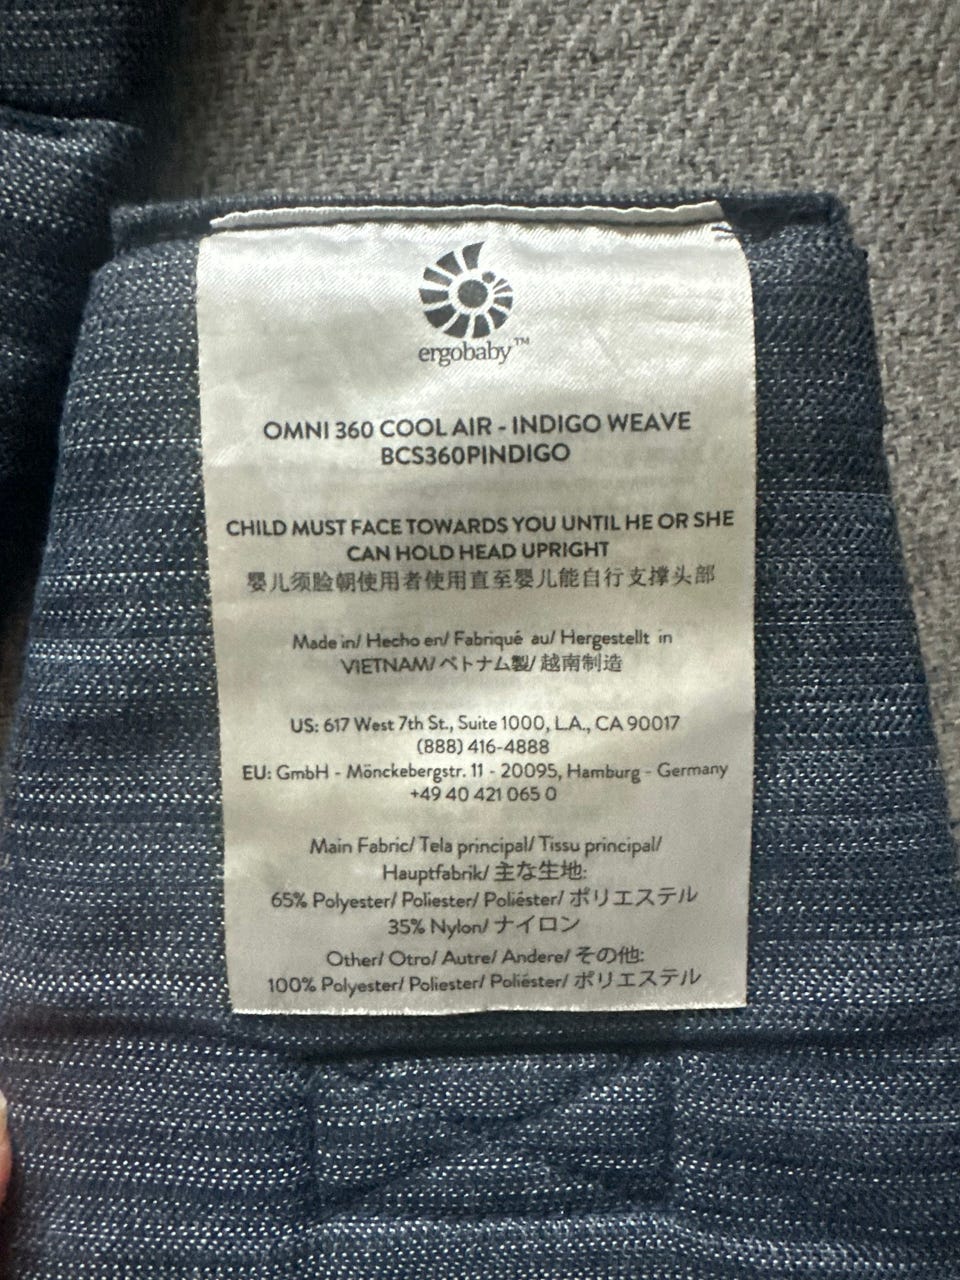 ergobaby™
OMNI 360 COOL AIR - INDIGO WEAVE
BCS360PINDIGO
CHILD MUST FACE TOWARDS YOU UNTIL HE OR SHE
CAN HOLD HEAD UPRIGHT
婴儿须脸朝使用者使用直至婴儿能自行支撑头部
Made in/ Hecho en/ Fabriqué au/ Hergestellt in
VIETNAM/ ベトナム製/ 越南制造
US: 617 West 7th St., Suite 1000, L.A., CA 90017
(888) 416-4888
EU: GmbH - Mönckebergstr. 11 - 20095, Hamburg - Germany
+49 40 421 065 0
Main Fabric/ Tela principal/ Tissu principal/
Hauptfabrik/ 主な生地:
65% Polyester/ Poliester/ Poliéster/ ポリエステル
35% Nylon/ ナイロン
Other/ Otro/ Autre/ Andere/ その他:
100% Polyester/ Poliester/ Poliéster/ ポリエステル